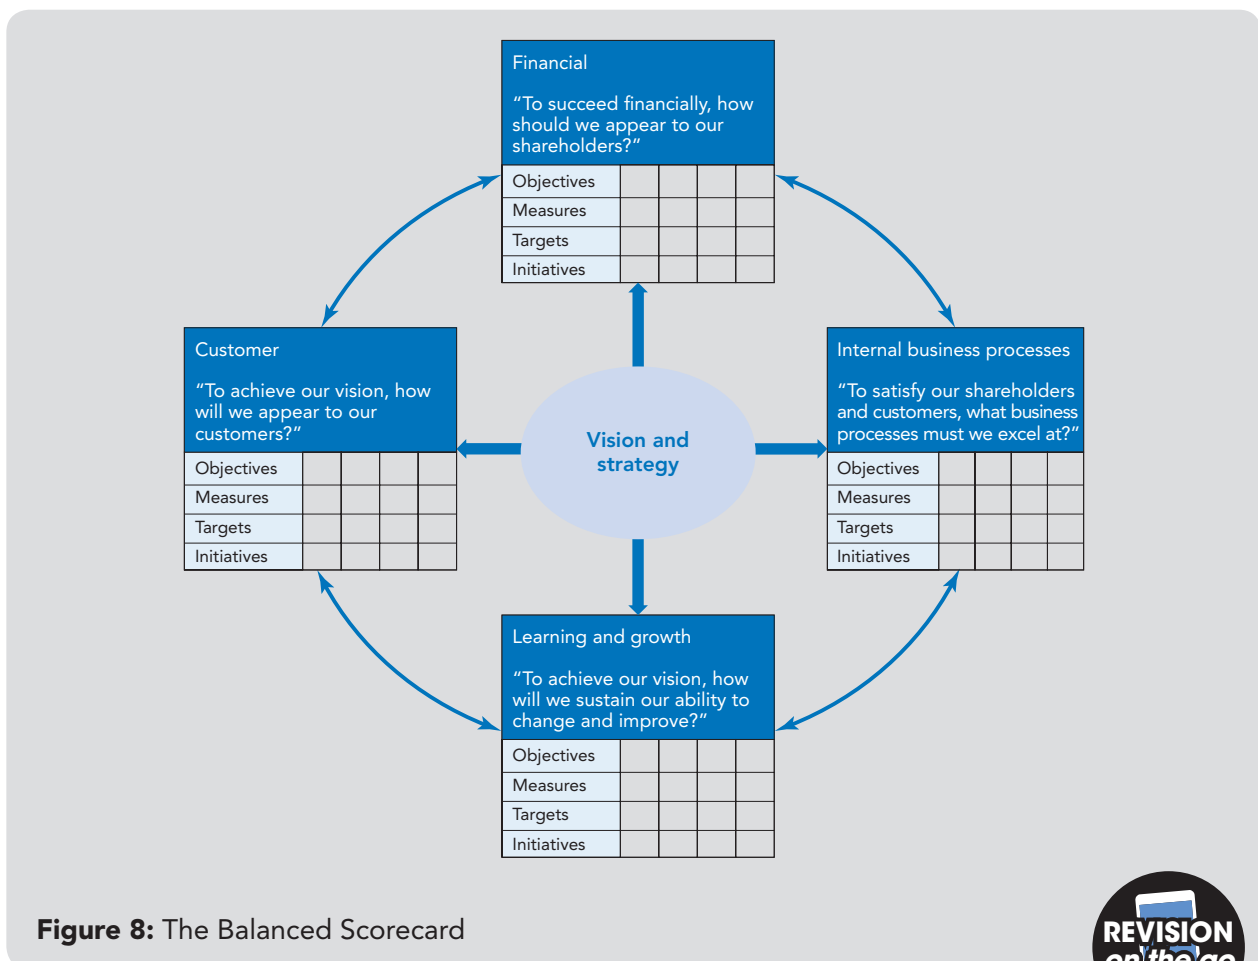 Financial
“To succeed financially, how
should we appear to our
shareholders?“
Objectives
Measures
Targets
Initiatives
Customer
“To achieve our vision, how
will we appear to our
customers?“
Objectives
Measures
Targets
Initiatives
Vision and
strategy
Internal business processes
“To satisfy our shareholders
and customers, what business
processes must we excel at?“
Objectives
Measures
Targets
Initiatives
Learning and growth
“To achieve our vision, how
will we sustain our ability to
change and improve?“
Objectives
Measures
Targets
Initiatives
Figure 8: The Balanced Scorecard
REVISION
on the go